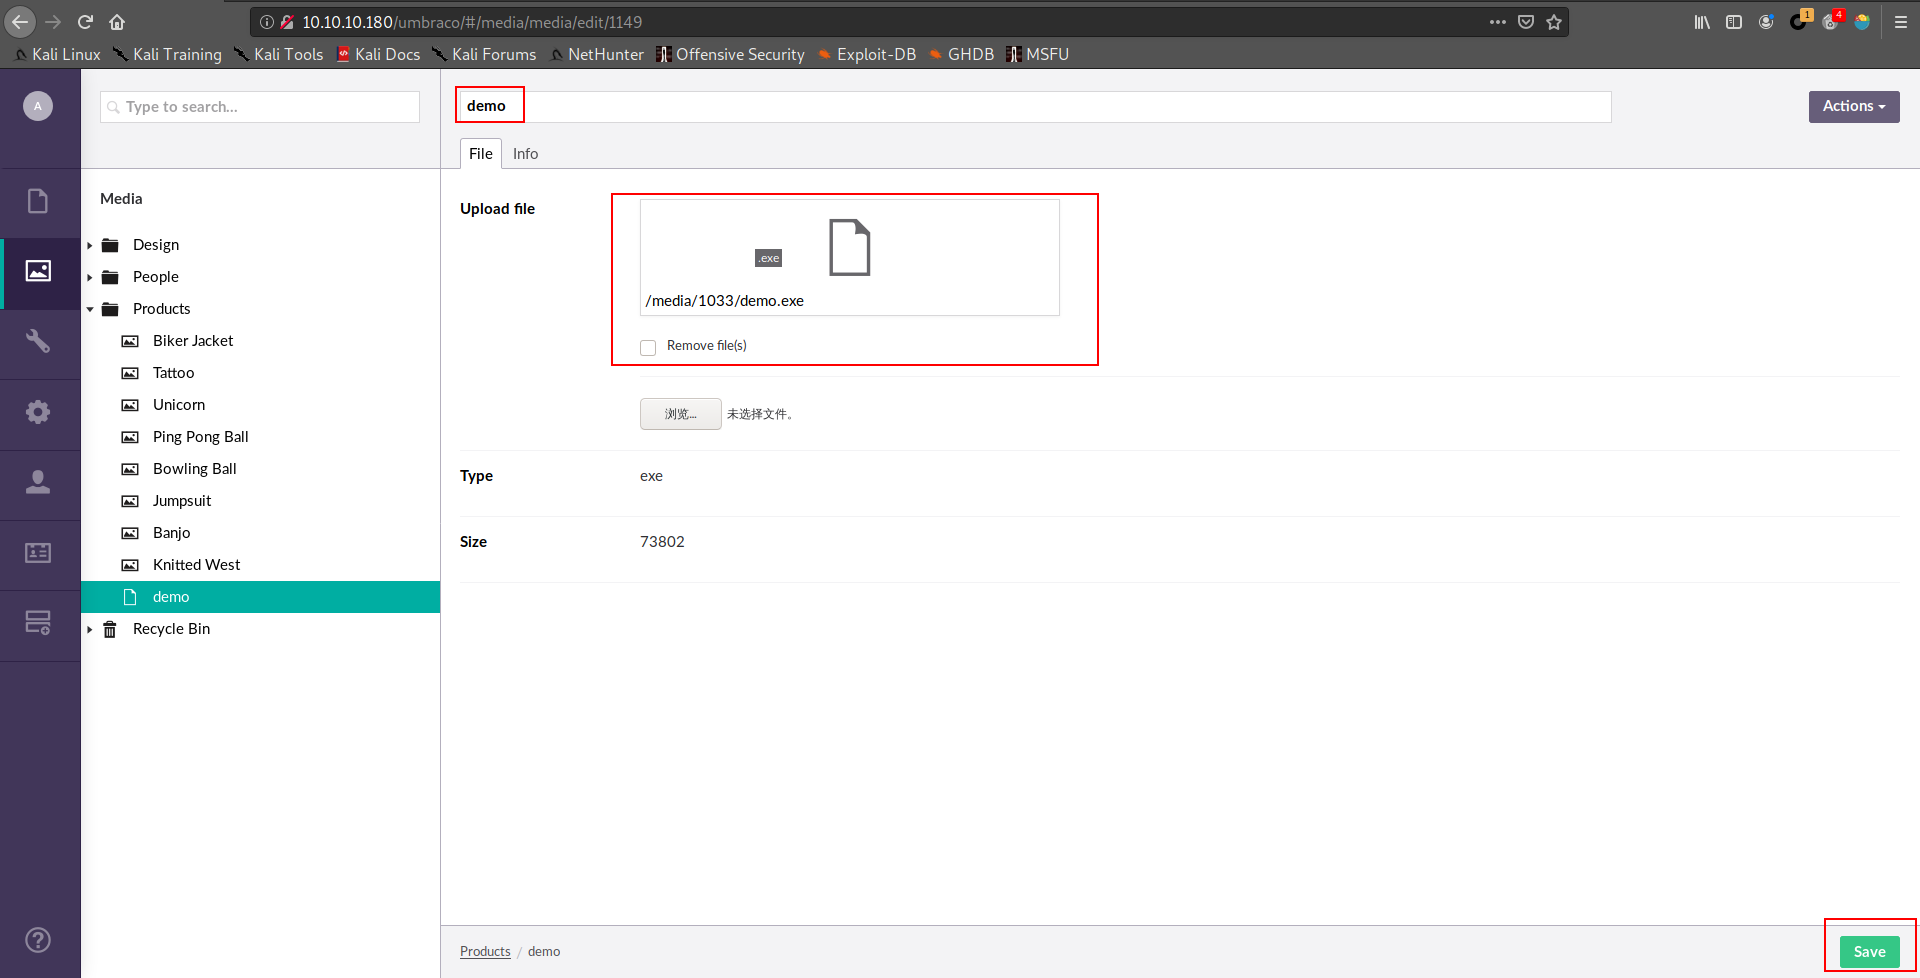 10.10.10.180/umbraco/#/media/media/edit/1149
1
4
Kali Linux Kali Training Kali Tools Kali Docs Kali Forums NetHunter Offensive Security Exploit-DB GHDB MSFU
A
Type to search...
demo
Actions
File Info
Media
Upload file
Design
.exe
People
/media/1033/demo.exe
Products
Biker Jacket
Remove file(s)
Tattoo
Unicorn
浏览... 未选择文件。
Ping Pong Ball
Bowling Ball
Type exe
Jumpsuit
Banjo
Size 73802
Knitted West
demo
Recycle Bin
Products / demo
Save